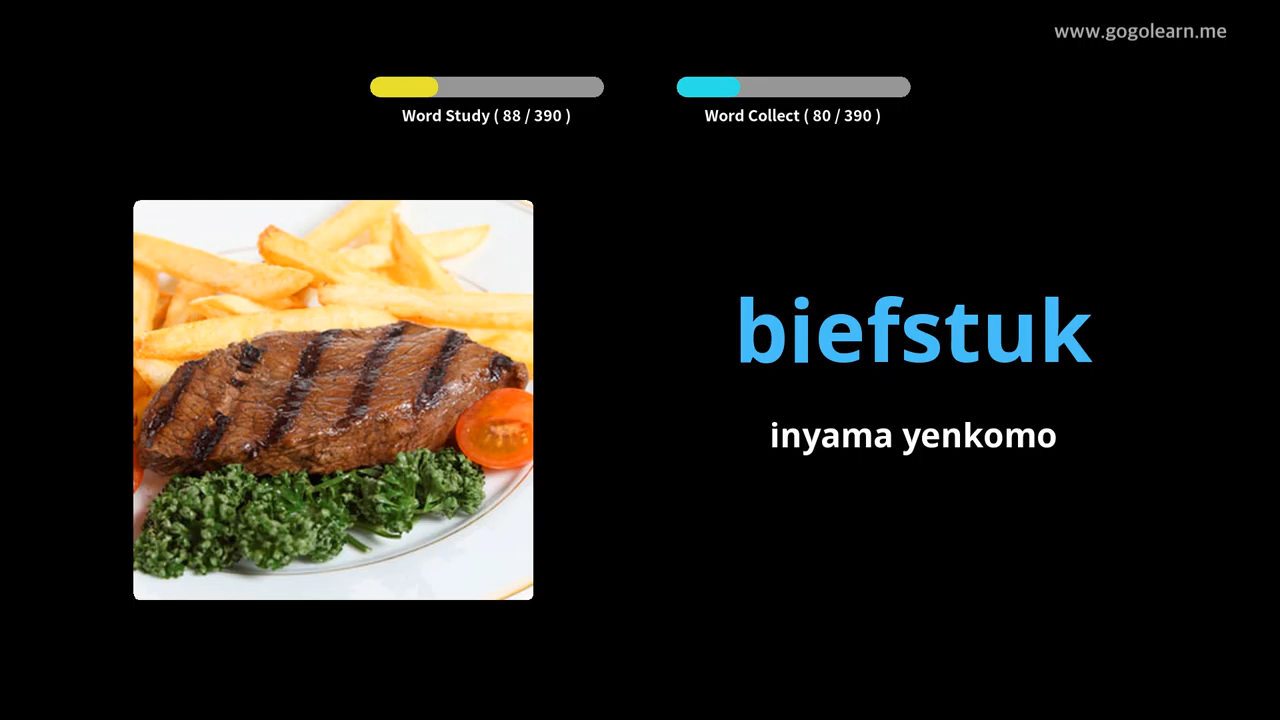 www.gogolearn.me
Word Study ( 88 / 390 )
Word Collect ( 80 / 390 )
biefstuk
inyama yenkomo